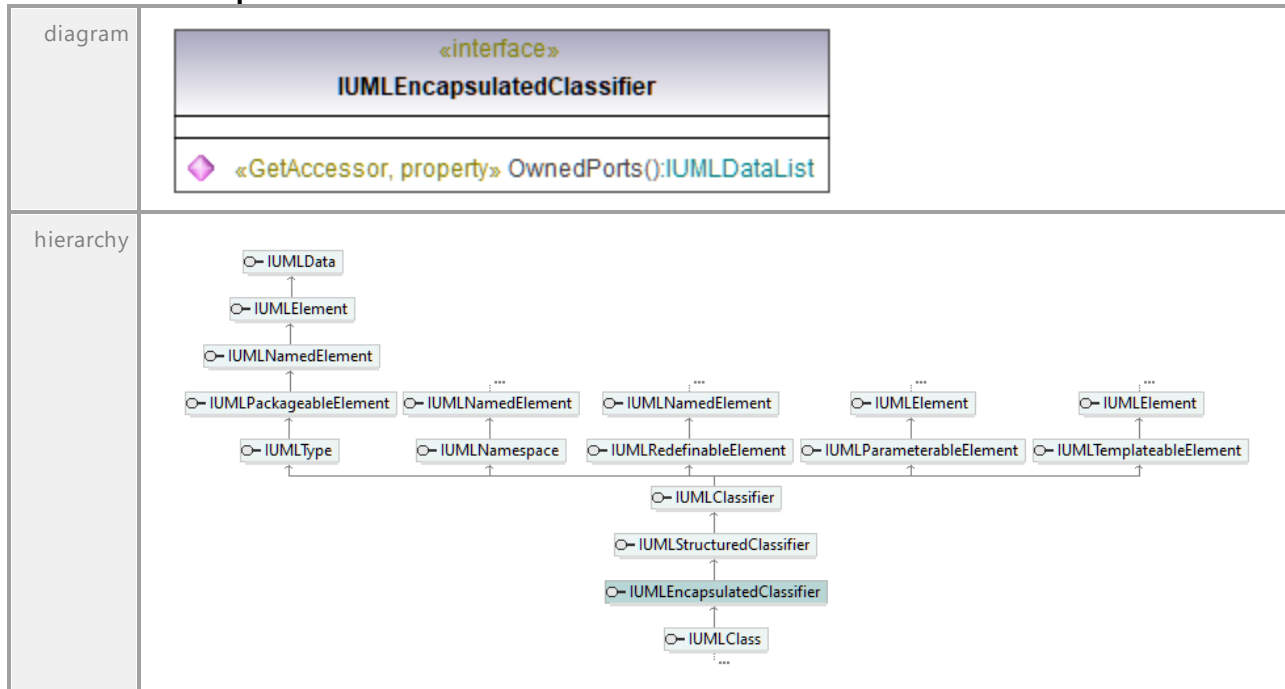 diagram
«interface»
IUMLEncapsulatedClassifier
«GetAccessor, property» OwnedPorts():IUMLDataList
hierarchy
IUMLData
IUMLElement
IUMLNamedElement
... ... ... ...
IUMLPackageableElement IUMLNamedElement IUMLNamedElement IUMLElement IUMLElement
IUMLType IUMLNamespace IUMLRedefinableElement IUMLParameterableElement IUMLTemplateableElement
IUMLClassifier
IUMLStructuredClassifier
IUMLEncapsulatedClassifier
IUMLClass
...